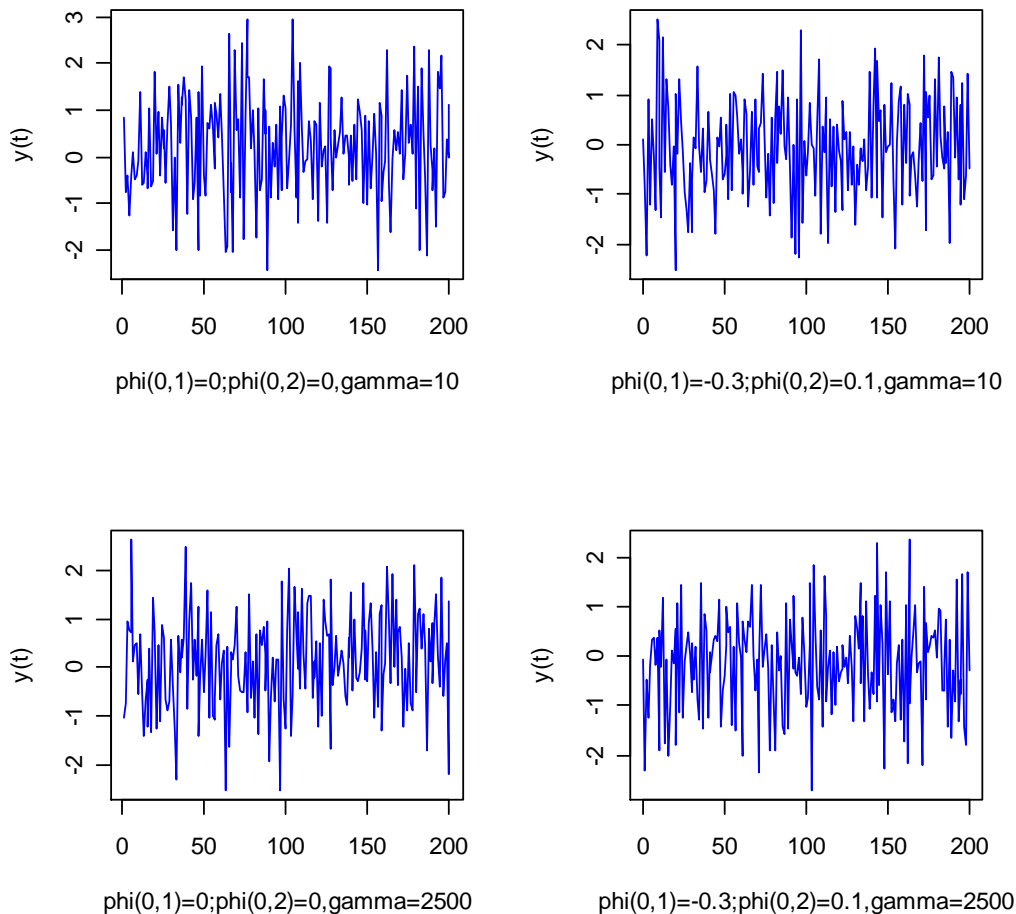 y(t)
3
2
1
0
-1
-2
0 50 100 150 200
phi(0,1)=0;phi(0,2)=0,gamma=10
y(t)
2
1
0
-1
-2
0 50 100 150 200
phi(0,1)=-0.3;phi(0,2)=0.1,gamma=10
y(t)
2
1
0
-1
-2
0 50 100 150 200
phi(0,1)=0;phi(0,2)=0,gamma=2500
y(t)
2
1
0
-1
-2
0 50 100 150 200
phi(0,1)=-0.3;phi(0,2)=0.1,gamma=2500